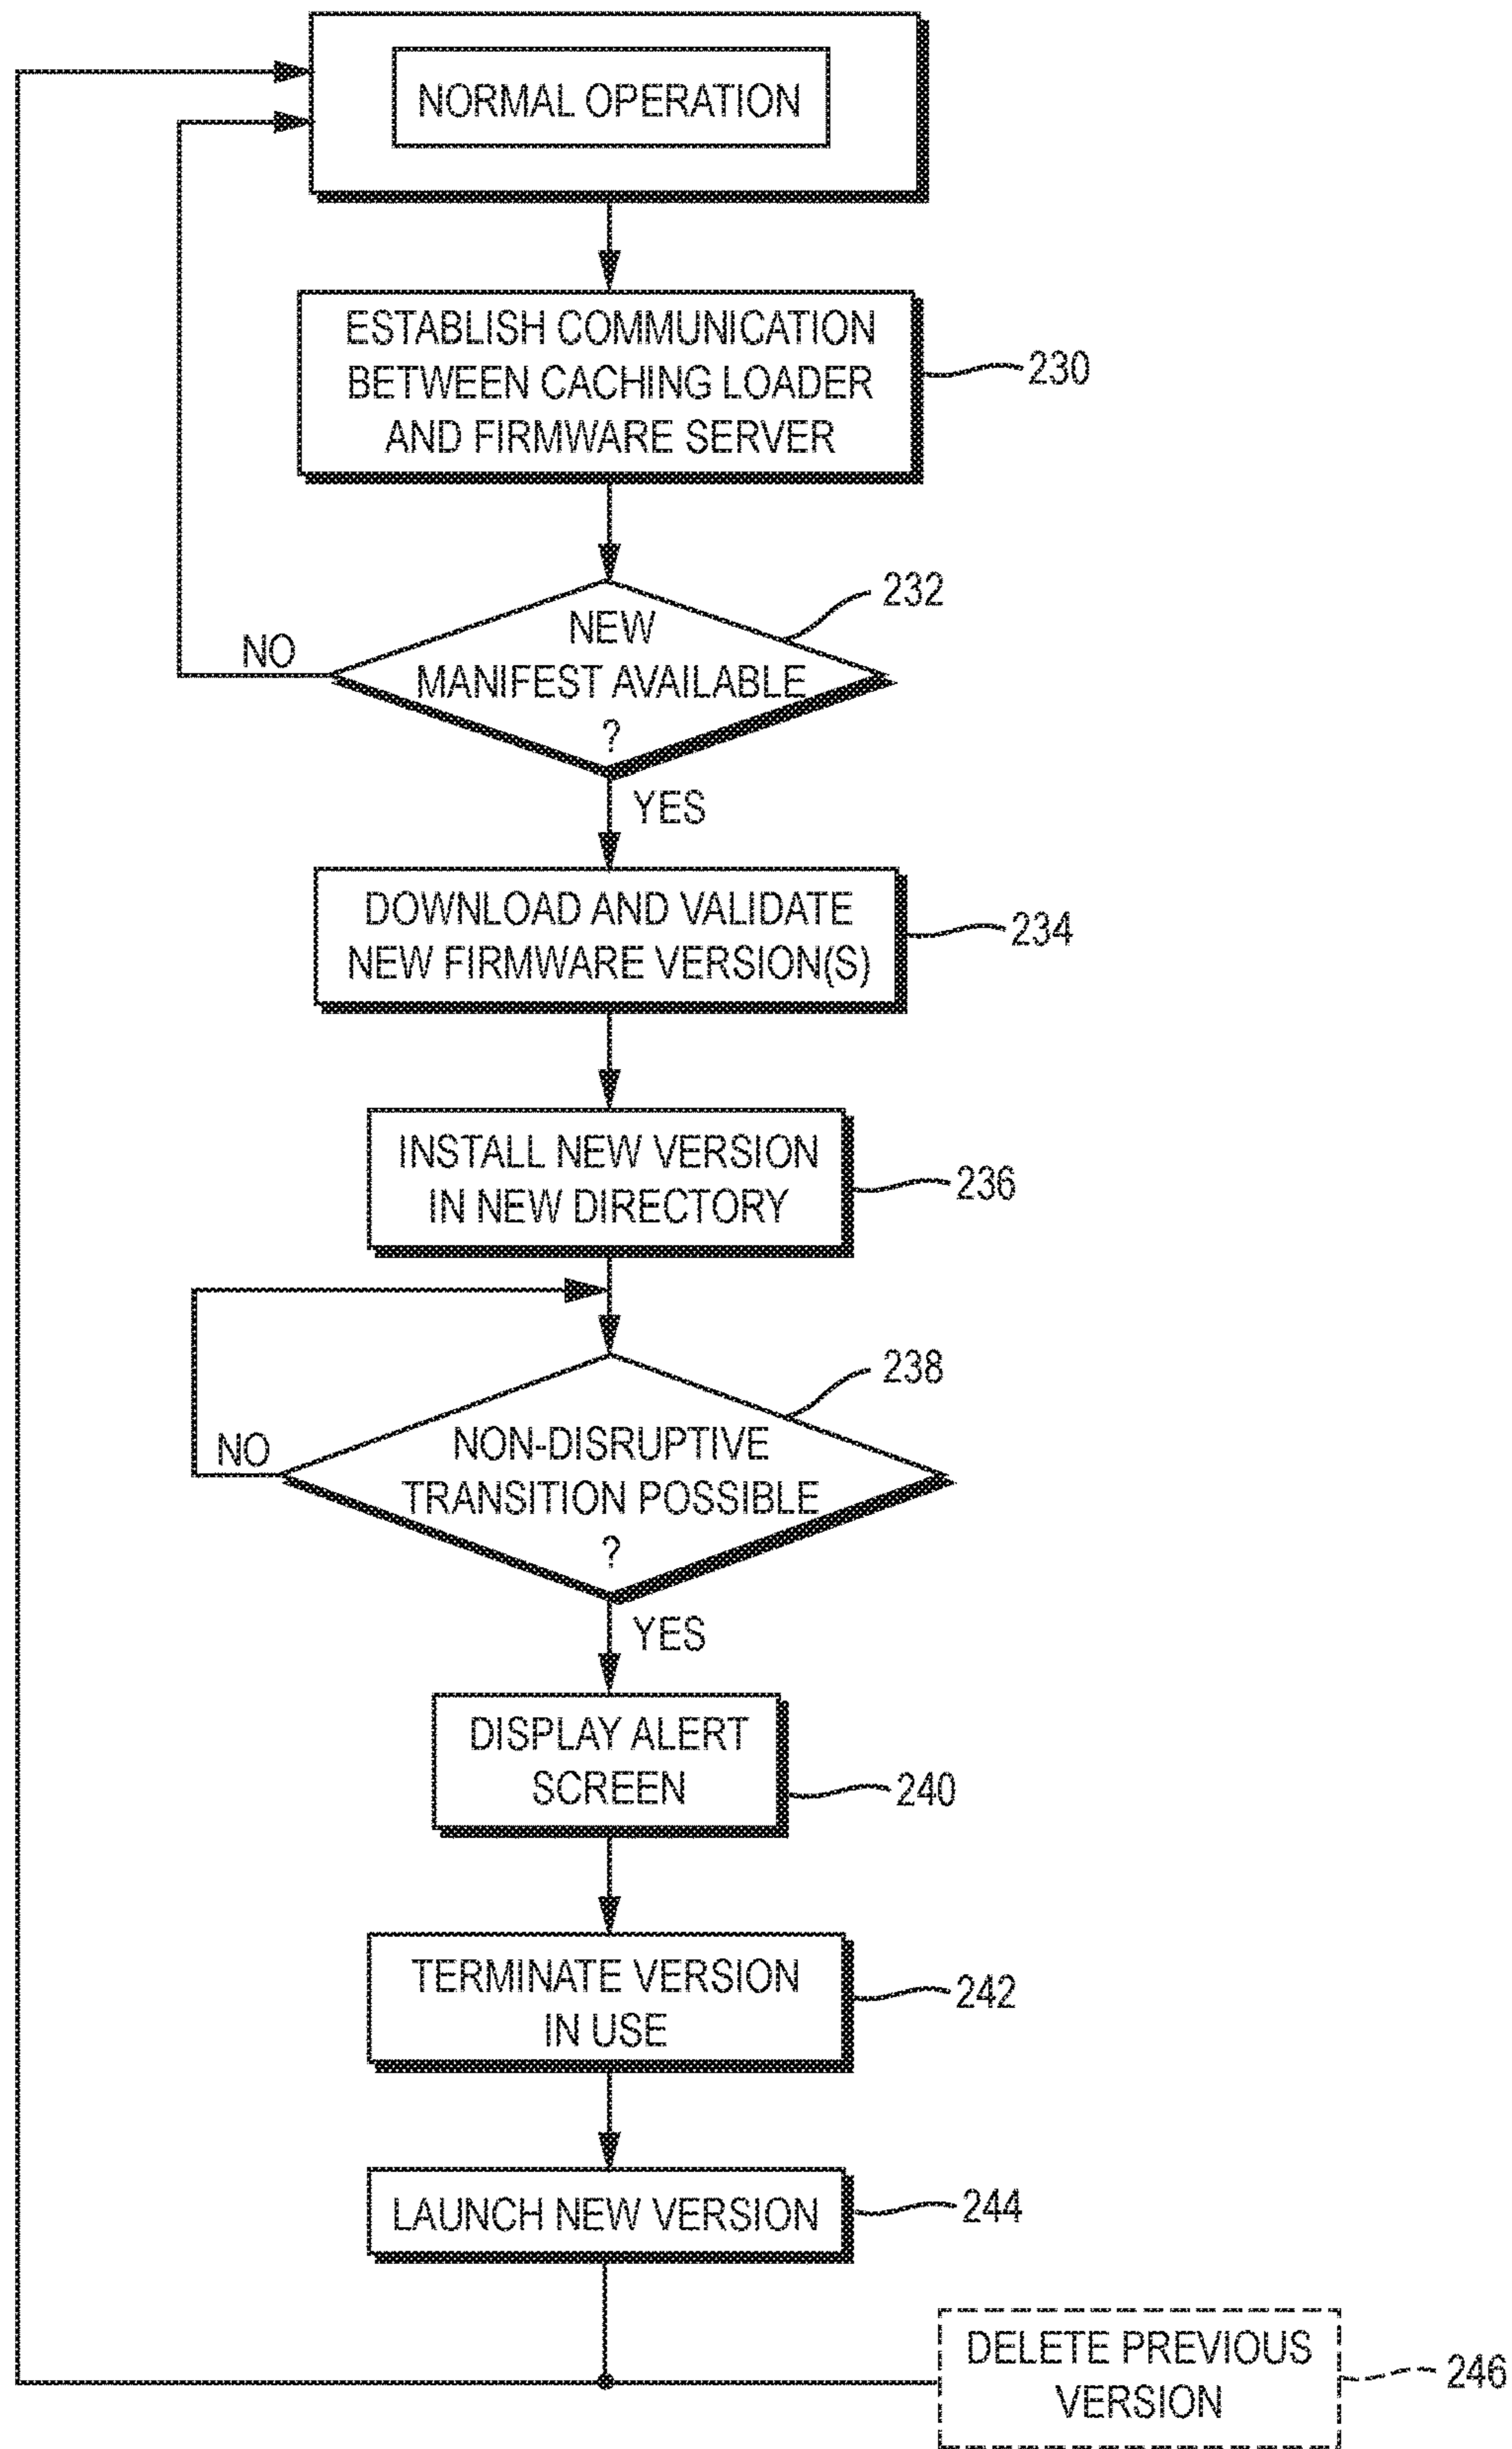 NORMAL OPERATION
ESTABLISH COMMUNICATION
BETWEEN CACHING LOADER
AND FIRMWARE SERVER
230
232
NEW
MANIFEST AVAILABLE
?
NO
YES
DOWNLOAD AND VALIDATE
NEW FIRMWARE VERSION(S)
234
INSTALL NEW VERSION
IN NEW DIRECTORY
236
238
NON-DISRUPTIVE
TRANSITION POSSIBLE
?
NO
YES
DISPLAY ALERT
SCREEN
240
TERMINATE VERSION
IN USE
242
LAUNCH NEW VERSION
244
DELETE PREVIOUS
VERSION
246